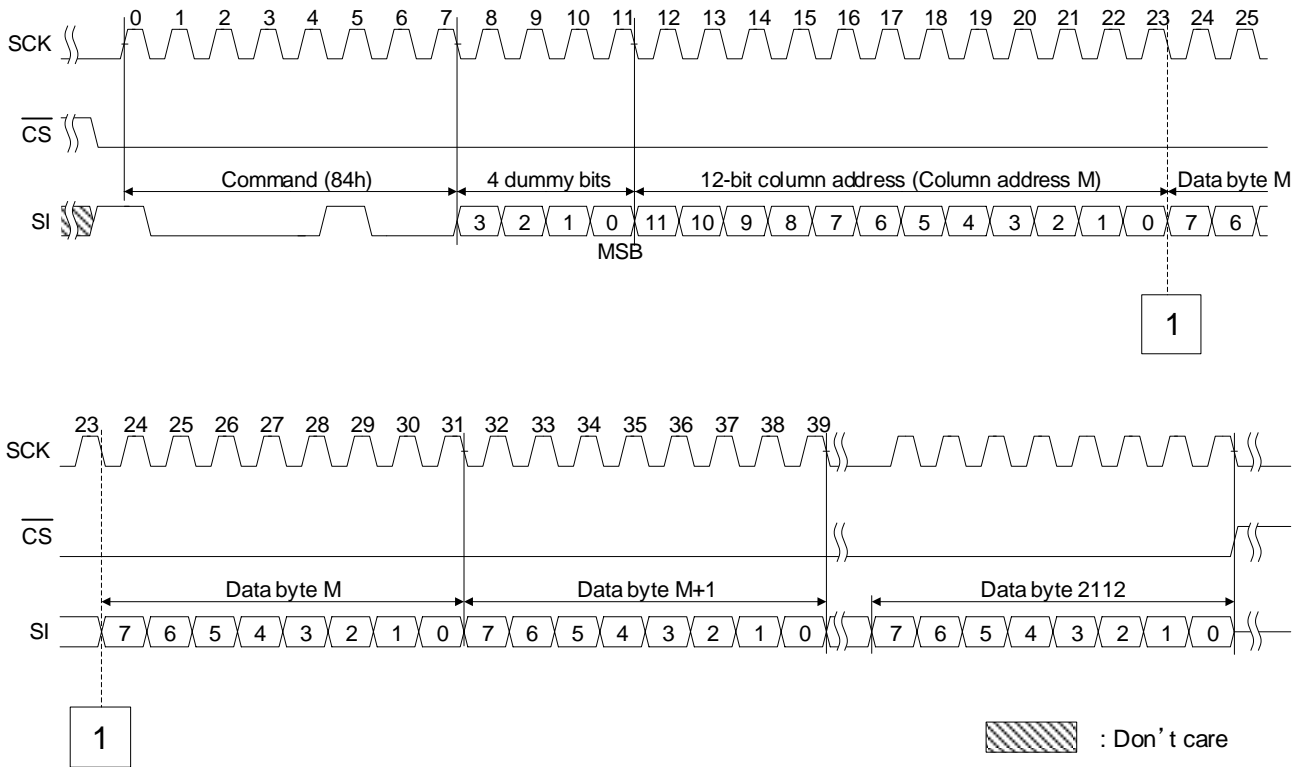 0 1 2 3 4 5 6 7 8 9 10 11 12 13 14 15 16 17 18 19 20 21 22 23 24 25
SCK
CS
Command (84h) 4 dummy bits 12-bit column address (Column address M) Data byte M
SI 3 2 1 0 11 10 9 8 7 6 5 4 3 2 1 0 7 6
MSB
1
23 24 25 26 27 28 29 30 31 32 33 34 35 36 37 38 39
SCK
CS
Data byte M Data byte M+1 Data byte 2112
SI 7 6 5 4 3 2 1 0 7 6 5 4 3 2 1 0 7 6 5 4 3 2 1 0
1
: Don’t care